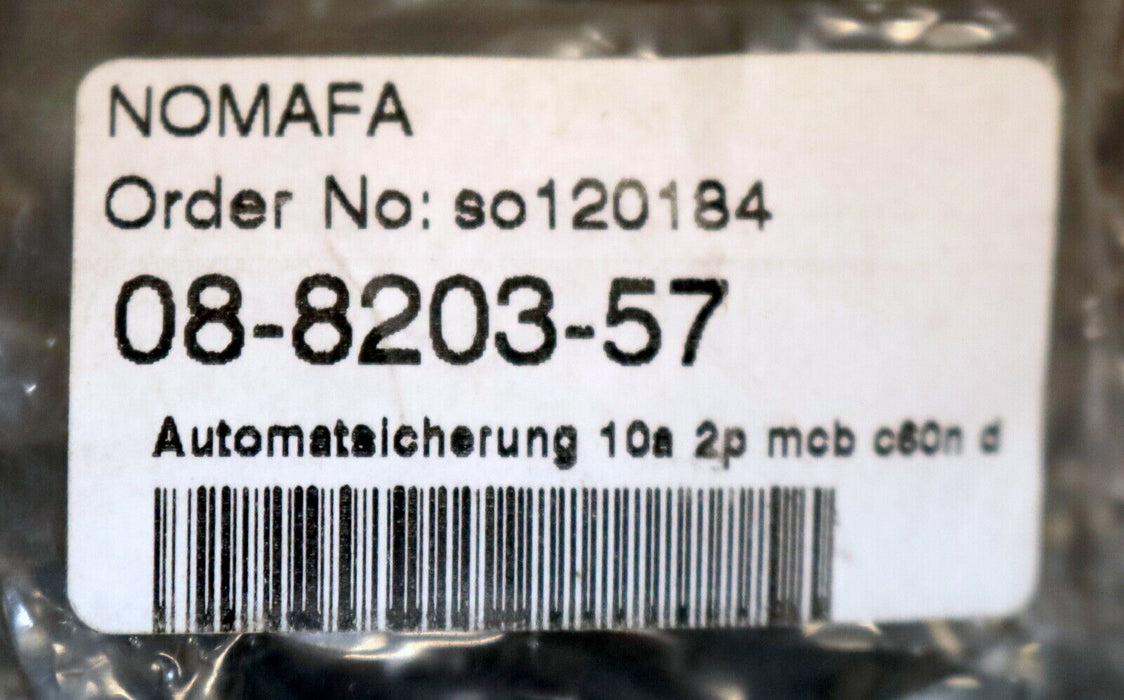 NOMAFA
Order No: so120184
08-8203-57
Automatsicherung 10a 2p mcb c60n d